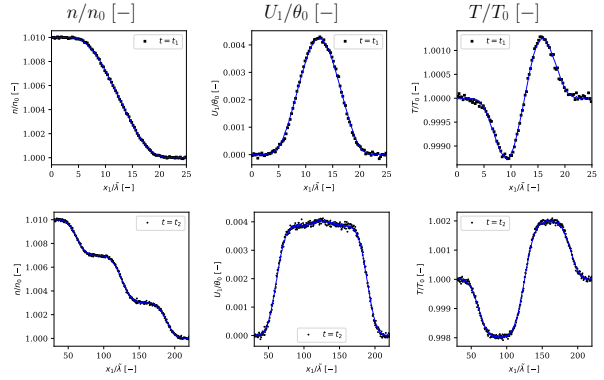 n/n₀ [−] U₁/θ₀ [−] T/T₀ [−]
n/n₀ [−]
1.010
1.008
1.006
1.004
1.002
1.000
t = t₁
0 5 10 15 20 25
x₁/λ̃ [−]
U₁/θ₀ [−]
0.004
0.003
0.002
0.001
0.000
t = t₁
0 5 10 15 20 25
x₁/λ̃ [−]
T/T₀ [−]
1.0010
1.0005
1.0000
0.9995
0.9990
t = t₁
0 5 10 15 20 25
x₁/λ̃ [−]
n/n₀ [−]
1.010
1.008
1.006
1.004
1.002
1.000
t = t₂
50 100 150 200
x₁/λ̃ [−]
U₁/θ₀ [−]
0.004
0.003
0.002
0.001
0.000
t = t₂
50 100 150 200
x₁/λ̃ [−]
T/T₀ [−]
1.002
1.001
1.000
0.999
0.998
t = t₂
50 100 150 200
x₁/λ̃ [−]